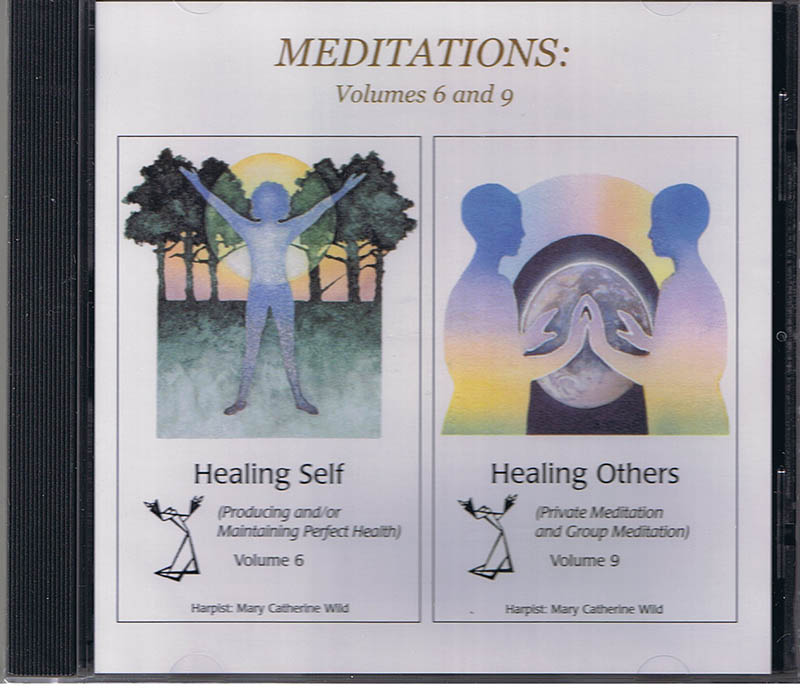 MEDITATIONS:
Volumes 6 and 9
Healing Self
(Producing and/or
Maintaining Perfect Health)
Volume 6
Harpist: Mary Catherine Wild
Healing Others
(Private Meditation
and Group Meditation)
Volume 9
Harpist: Mary Catherine Wild